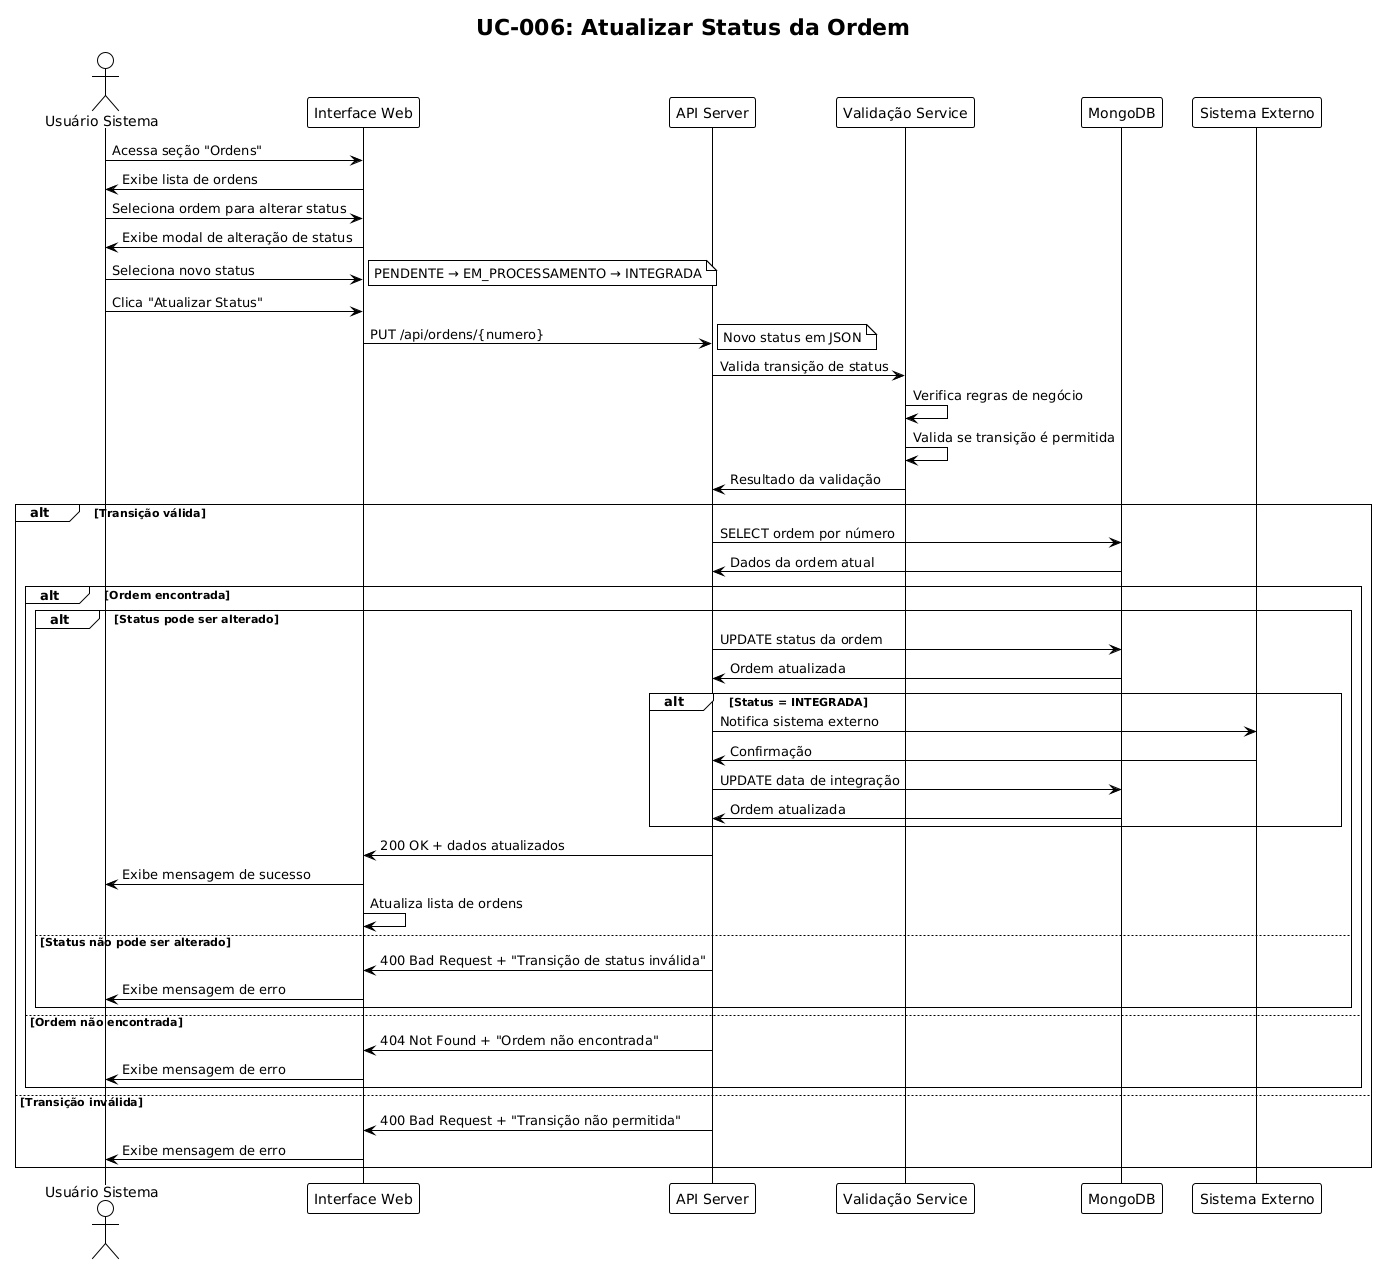 UC-006: Atualizar Status da Ordem
Usuário Sistema
Interface Web
API Server
Validação Service
MongoDB
Sistema Externo
Acessa seção "Ordens"
Exibe lista de ordens
Seleciona ordem para alterar status
Exibe modal de alteração de status
Seleciona novo status
PENDENTE → EM_PROCESSAMENTO → INTEGRADA
Clica "Atualizar Status"
PUT /api/ordens/{numero}
Novo status em JSON
Valida transição de status
Verifica regras de negócio
Valida se transição é permitida
Resultado da validação
alt
[Transição válida]
SELECT ordem por número
Dados da ordem atual
alt
[Ordem encontrada]
alt
[Status pode ser alterado]
UPDATE status da ordem
Ordem atualizada
alt
[Status = INTEGRADA]
Notifica sistema externo
Confirmação
UPDATE data de integração
Ordem atualizada
200 OK + dados atualizados
Exibe mensagem de sucesso
Atualiza lista de ordens
[Status não pode ser alterado]
400 Bad Request + "Transição de status inválida"
Exibe mensagem de erro
[Ordem não encontrada]
404 Not Found + "Ordem não encontrada"
Exibe mensagem de erro
[Transição inválida]
400 Bad Request + "Transição não permitida"
Exibe mensagem de erro
Usuário Sistema
Interface Web
API Server
Validação Service
MongoDB
Sistema Externo